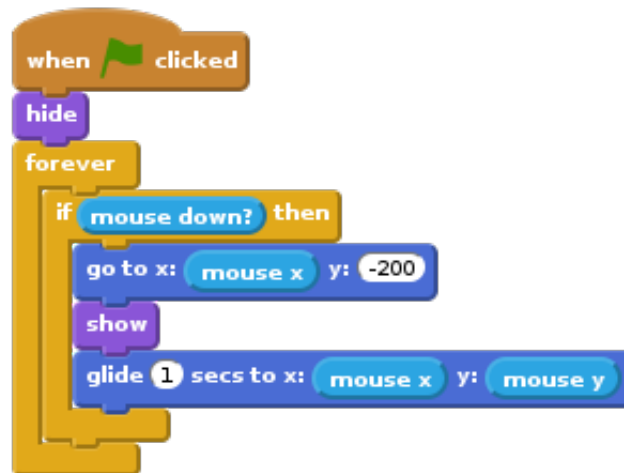 when clicked
hide
forever
if mouse down? then
go to x: mouse x y: -200
show
glide 1 secs to x: mouse x y: mouse y